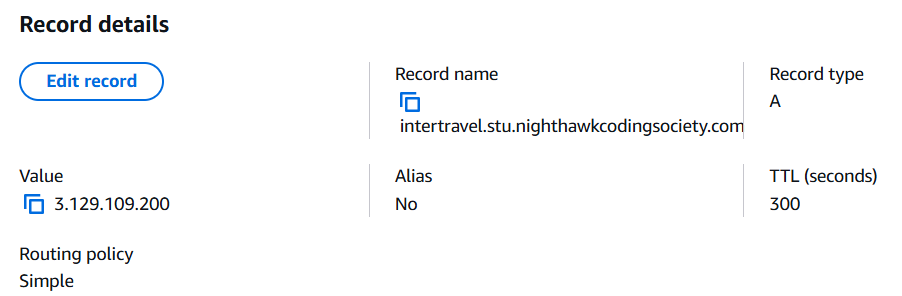 Record details
Edit record
Record name
intertravel.stu.nighthawkcodingsociety.com
Record type
A
Value
3.129.109.200
Alias
No
TTL (seconds)
300
Routing policy
Simple